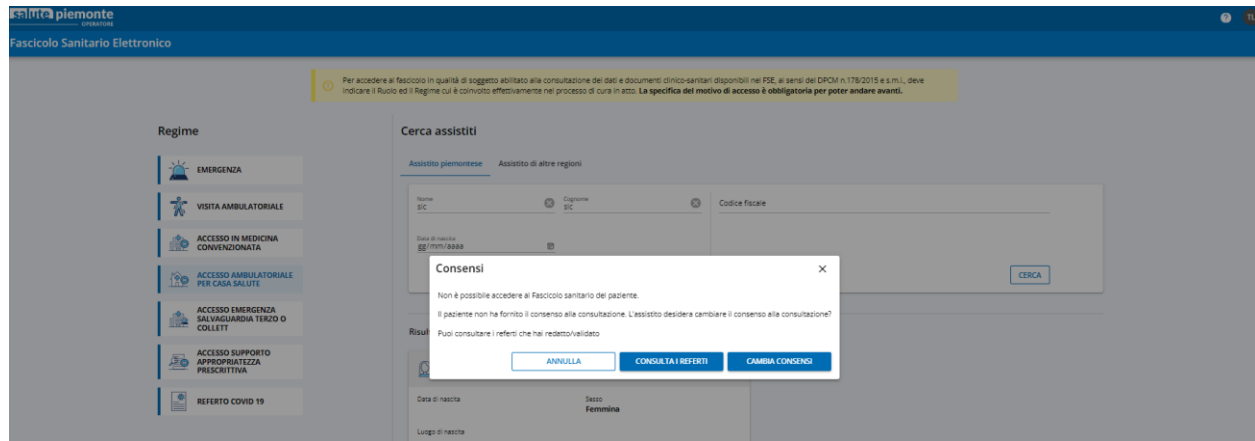 salute piemonte
OPERATORE
TL
Fascicolo Sanitario Elettronico
Per accedere al fascicolo in qualità di soggetto abilitato alla consultazione dei dati e documenti clinico-sanitari disponibili nel FSE, ai sensi del DPCM n.178/2015 e s.m.i., deve
indicare il Ruolo ed il Regime cui è coinvolto effettivamente nel processo di cura in atto. La specifica del motivo di accesso è obbligatoria per poter andare avanti.
Regime
EMERGENZA
VISITA AMBULATORIALE
ACCESSO IN MEDICINA
CONVENZIONATA
ACCESSO AMBULATORIALE
PER CASA SALUTE
ACCESSO EMERGENZA
SALVAGUARDIA TERZO O
COLLETT
ACCESSO SUPPORTO
APPROPRIATEZZA
PRESCRITTIVA
REFERTO COVID 19
Cerca assistiti
Assistito piemontese Assistito di altre regioni
Nome Cognome Codice fiscale
sic sic
Data di nascita
gg/mm/aaaa
CERCA
Consensi
Non è possibile accedere al Fascicolo sanitario del paziente.
Il paziente non ha fornito il consenso alla consultazione. L'assistito desidera cambiare il consenso alla consultazione?
Puoi consultare i referti che hai redatto/validato
ANNULLA CONSULTA I REFERTI CAMBIA CONSENSI
Data di nascita Sesso
Femmina
Luogo di nascita